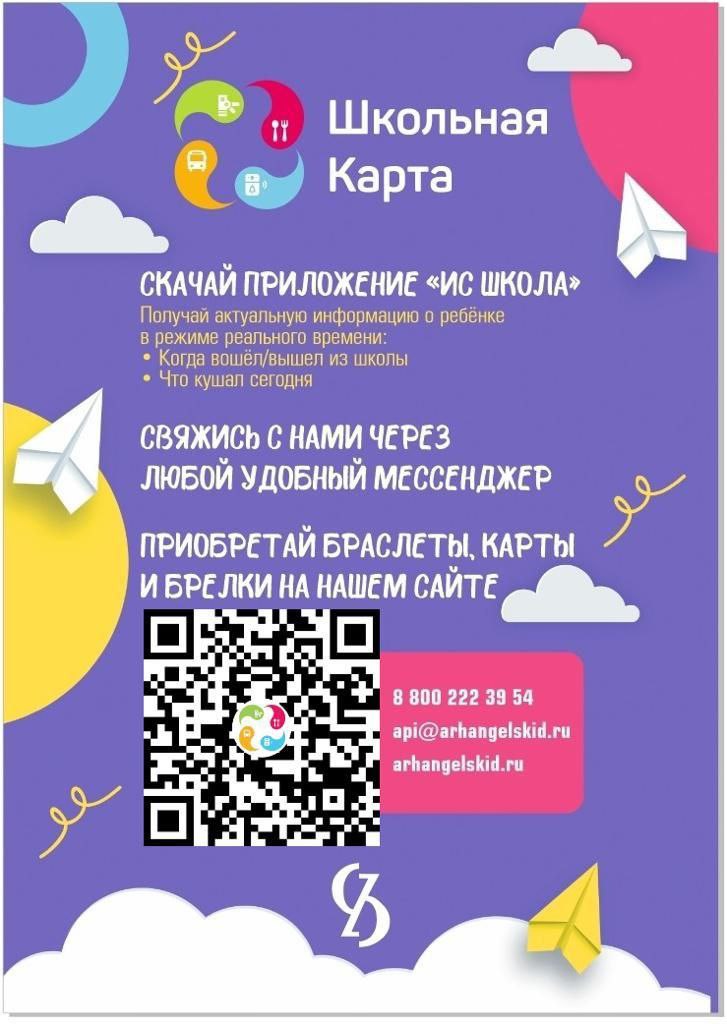 Школьная
Карта
СКАЧАЙ ПРИЛОЖЕНИЕ «ИС ШКОЛА»
Получай актуальную информацию о ребёнке
в режиме реального времени:
• Когда вошёл/вышел из школы
• Что кушал сегодня
СВЯЖИСЬ С НАМИ ЧЕРЕЗ
ЛЮБОЙ УДОБНЫЙ МЕССЕНДЖЕР
ПРИОБРЕТАЙ БРАСЛЕТЫ, КАРТЫ
И БРЕЛКИ НА НАШЕМ САЙТЕ
8 800 222 39 54
api@arhangelskid.ru
arhangelskid.ru